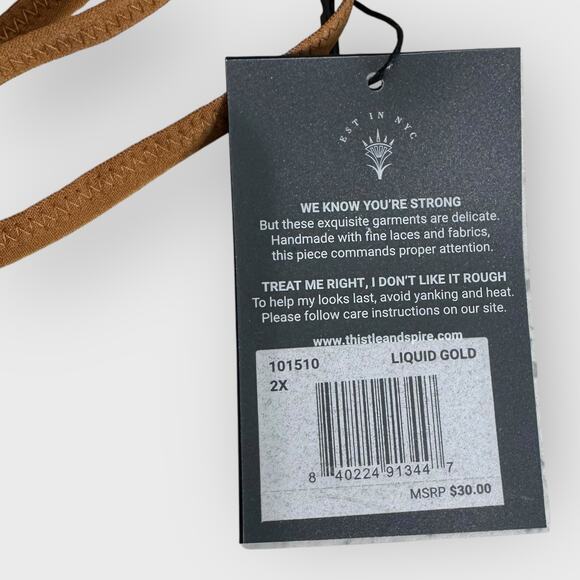 EST IN NYC
WE KNOW YOU'RE STRONG
But these exquisite garments are delicate.
Handmade with fine laces and fabrics,
this piece commands proper attention.
TREAT ME RIGHT, I DON'T LIKE IT ROUGH
To help my looks last, avoid yanking and heat.
Please follow care instructions on our site.
www.thistleandspire.com
101510 LIQUID GOLD
2X
8 40224 91344 7
MSRP $30.00